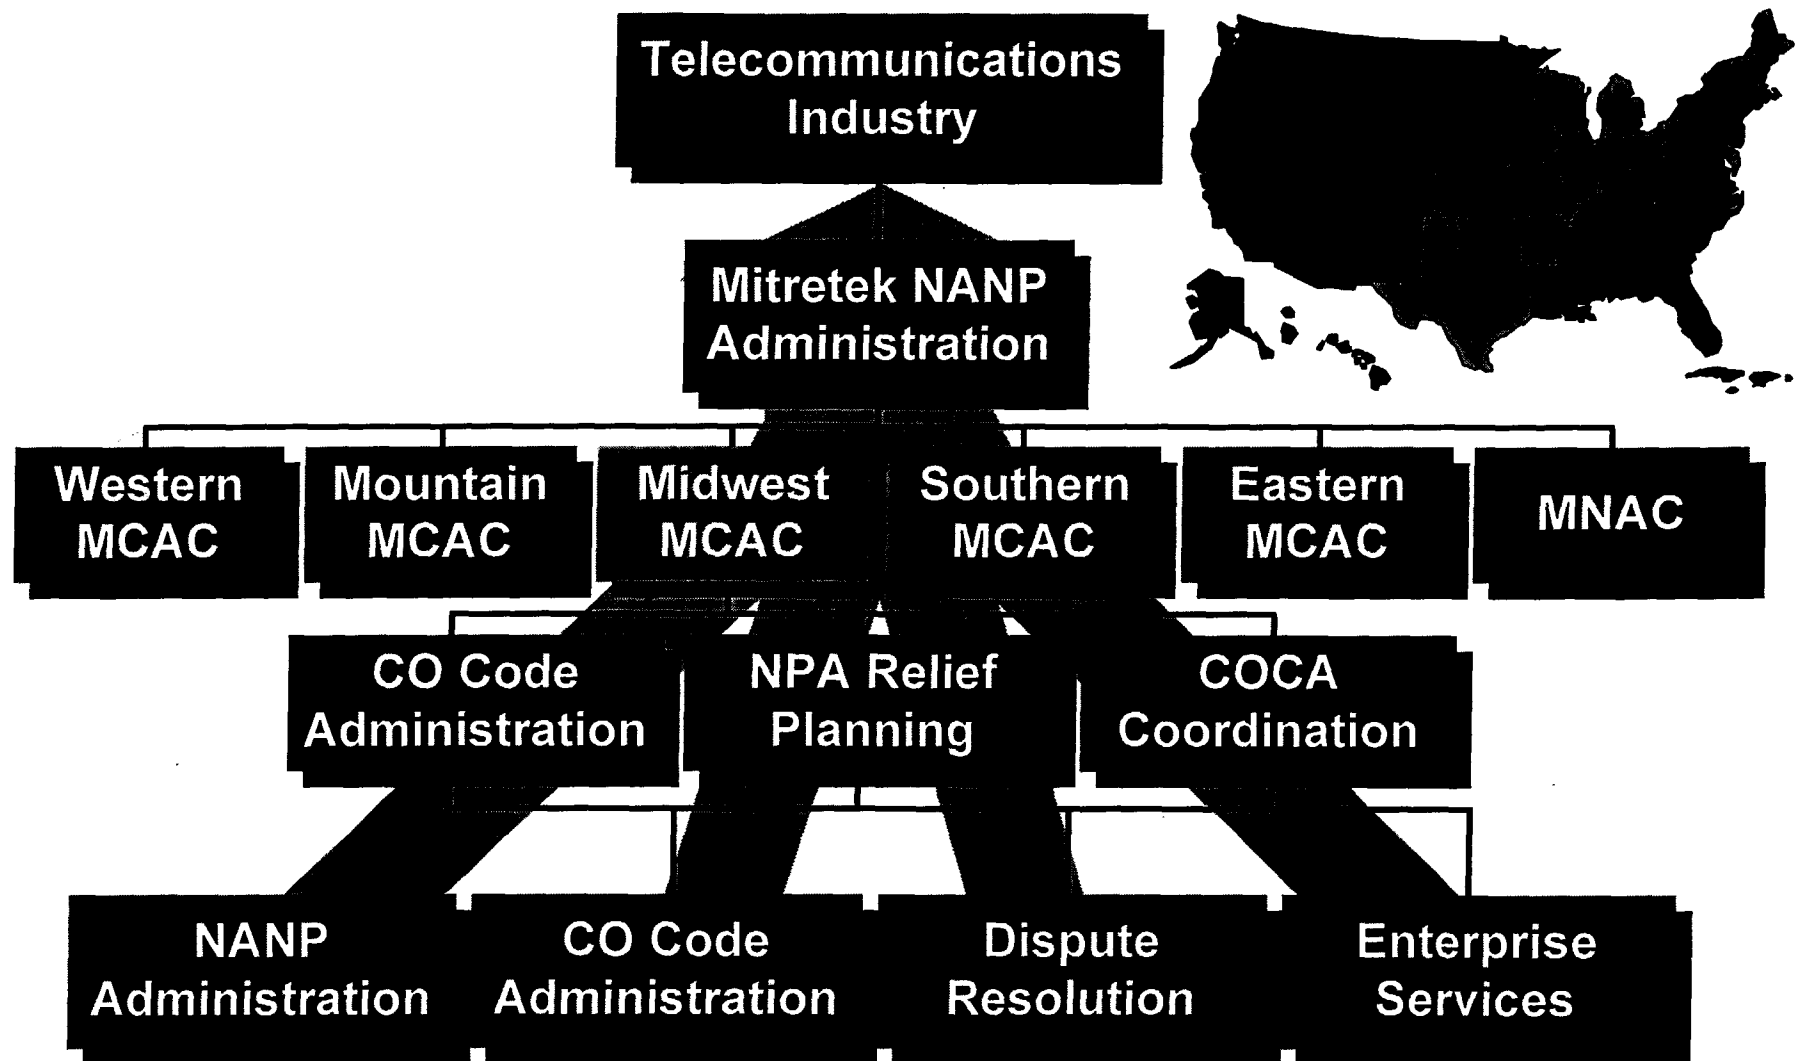 Telecommunications
Industry
Mitretek NANP
Administration
Western
MCAC
Mountain
MCAC
Midwest
MCAC
Southern
MCAC
Eastern
MCAC
MNAC
CO Code
Administration
NPA Relief
Planning
COCA
Coordination
NANP
Administration
CO Code
Administration
Dispute
Resolution
Enterprise
Services